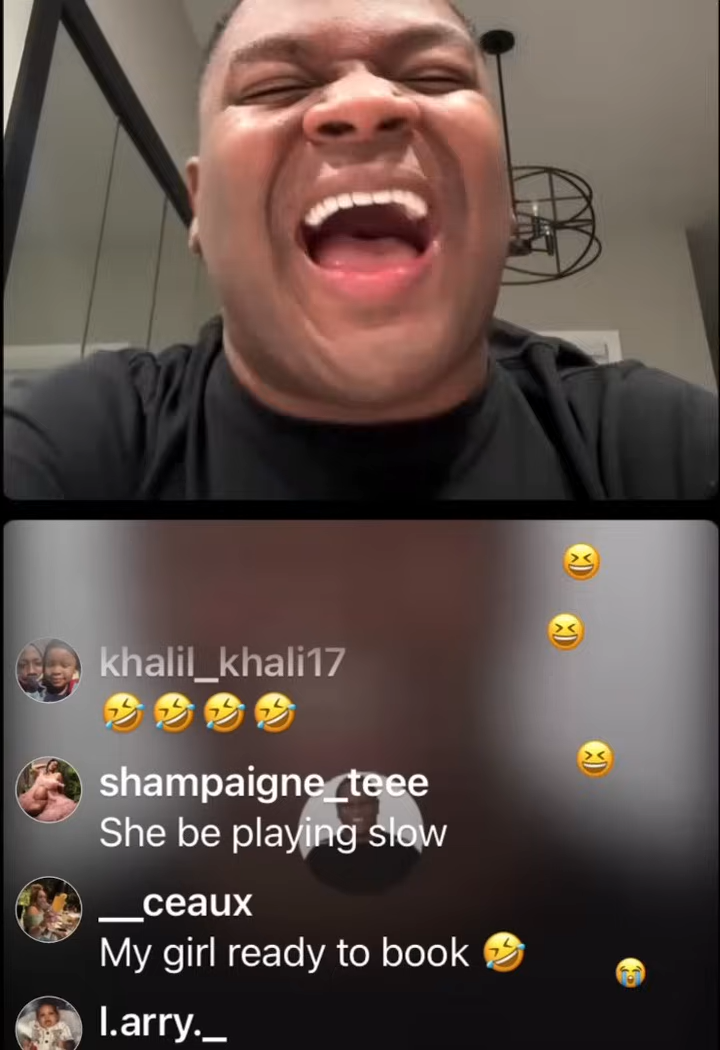 khalil_khali17
🤣🤣🤣🤣
shampaigne_teee
She be playing slow
__ceaux
My girl ready to book 🤣
l.arry._